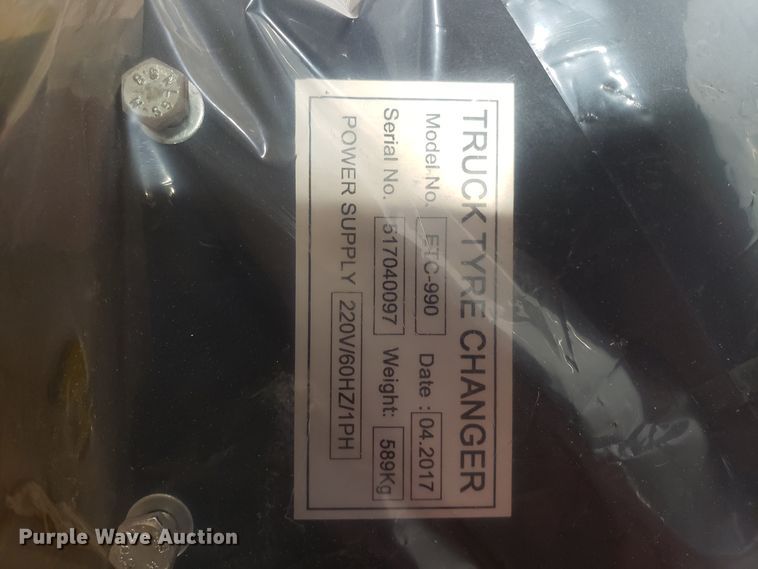 TRUCK TYRE CHANGER
Model No. ETC-990 Date : 04.2017
Serial No. 517040097 Weight: 589Kg
POWER SUPPLY 220V/60HZ/1PH
Purple Wave Auction